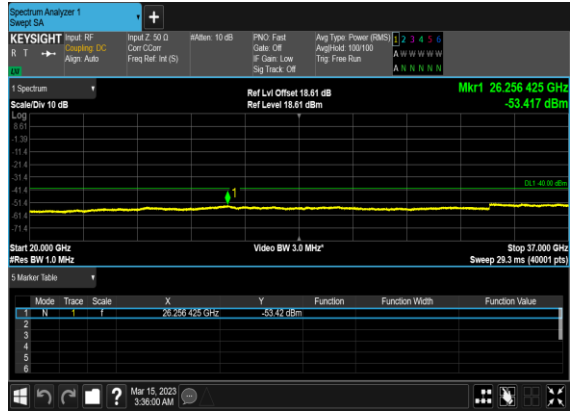 Spectrum Analyzer 1
Swept SA
KEYSIGHT Input: RF Input Z: 50 Ω #Atten: 10 dB PNO: Fast Avg Type: Power (RMS) 1 2 3 4 5 6
R T Coupling: DC Corr CCorr Gate: Off Avg|Hold: 100/100 A W W W W W
Align: Auto Freq Ref: Int (S) IF Gain: Low Trig: Free Run
Sig Track: Off A N N N N N
1 Spectrum
Ref Lvl Offset 18.61 dB Mkr1 26.256 425 GHz
Scale/Div 10 dB Ref Level 18.61 dBm -53.417 dBm
Log
8.61
-1.39
-11.4
-21.4
-31.4
DL1 -40.00 dBm
-41.4
1
-51.4
-61.4
-71.4
Start 20.000 GHz Video BW 3.0 MHz* Stop 37.000 GHz
#Res BW 1.0 MHz Sweep 29.3 ms (40001 pts)
5 Marker Table
Mode Trace Scale X Y Function Function Width Function Value
1 N 1 f 26.256 425 GHz -53.42 dBm
2
3
4
5
6
? Mar 15, 2023
3:36:00 AM